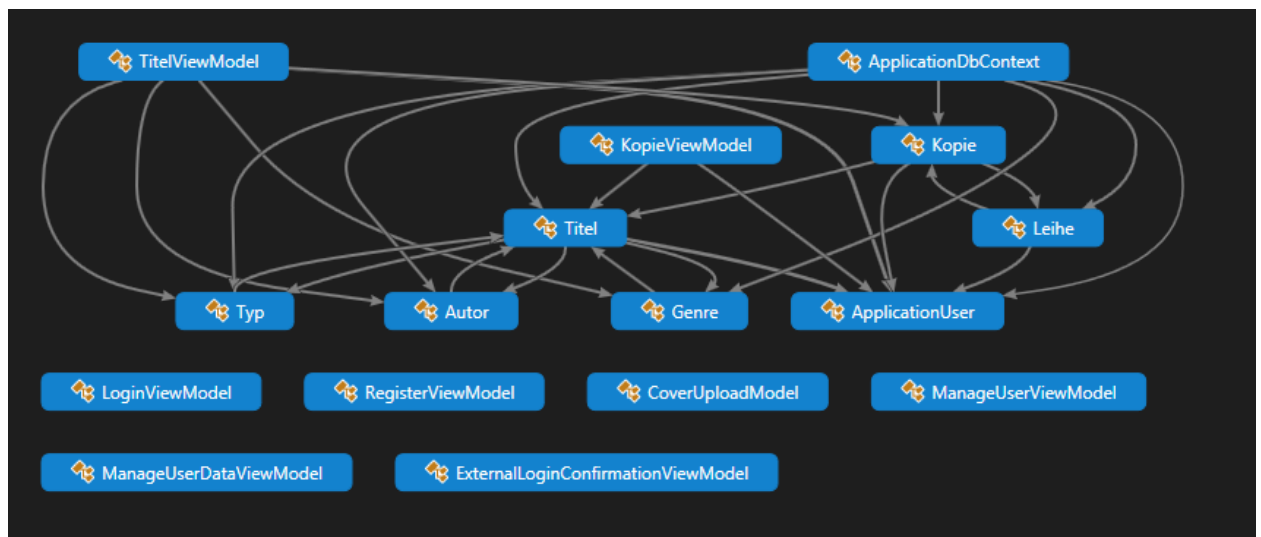 TitelViewModel
ApplicationDbContext
KopieViewModel
Kopie
Titel
Leihe
Typ
Autor
Genre
ApplicationUser
LoginViewModel
RegisterViewModel
CoverUploadModel
ManageUserViewModel
ManageUserDataViewModel
ExternalLoginConfirmationViewModel